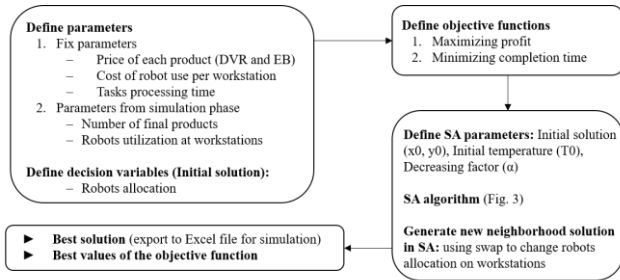 Define parameters
1. Fix parameters
– Price of each product (DVR and EB)
– Cost of robot use per workstation
– Tasks processing time
2. Parameters from simulation phase
– Number of final products
– Robots utilization at workstations
Define decision variables (Initial solution):
– Robots allocation
Define objective functions
1. Maximizing profit
2. Minimizing completion time
Define SA parameters: Initial solution
(x0, y0), Initial temperature (T0),
Decreasing factor (α)
SA algorithm (Fig. 3)
Generate new neighborhood solution
in SA: using swap to change robots
allocation on workstations
► Best solution (export to Excel file for simulation)
► Best values of the objective function